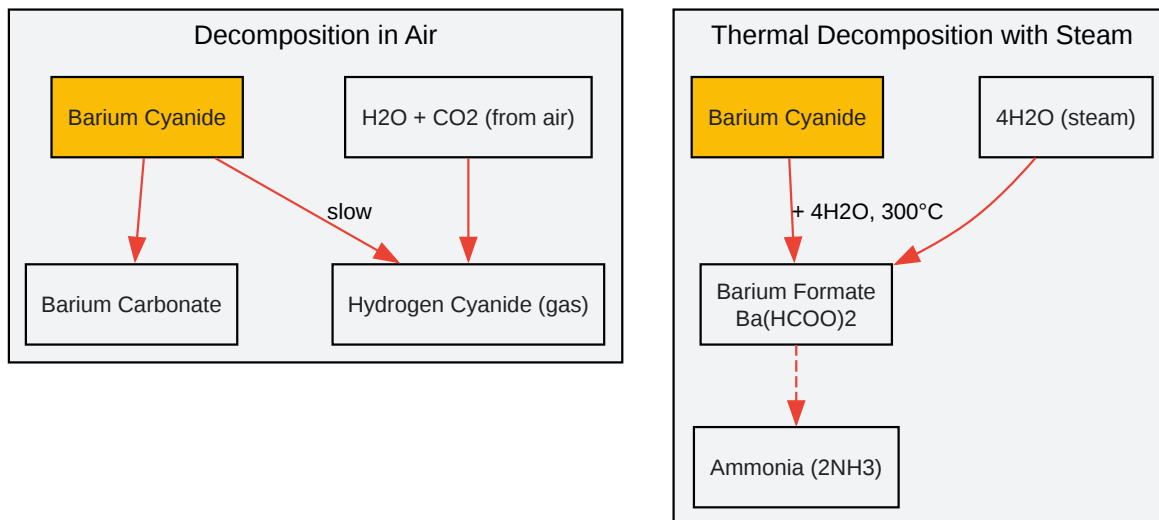 Decomposition in Air
Barium Cyanide
H2O + CO2 (from air)
slow
Barium Carbonate
Hydrogen Cyanide (gas)
Thermal Decomposition with Steam
Barium Cyanide
4H2O (steam)
+ 4H2O, 300°C
Barium Formate
Ba(HCOO)2
Ammonia (2NH3)